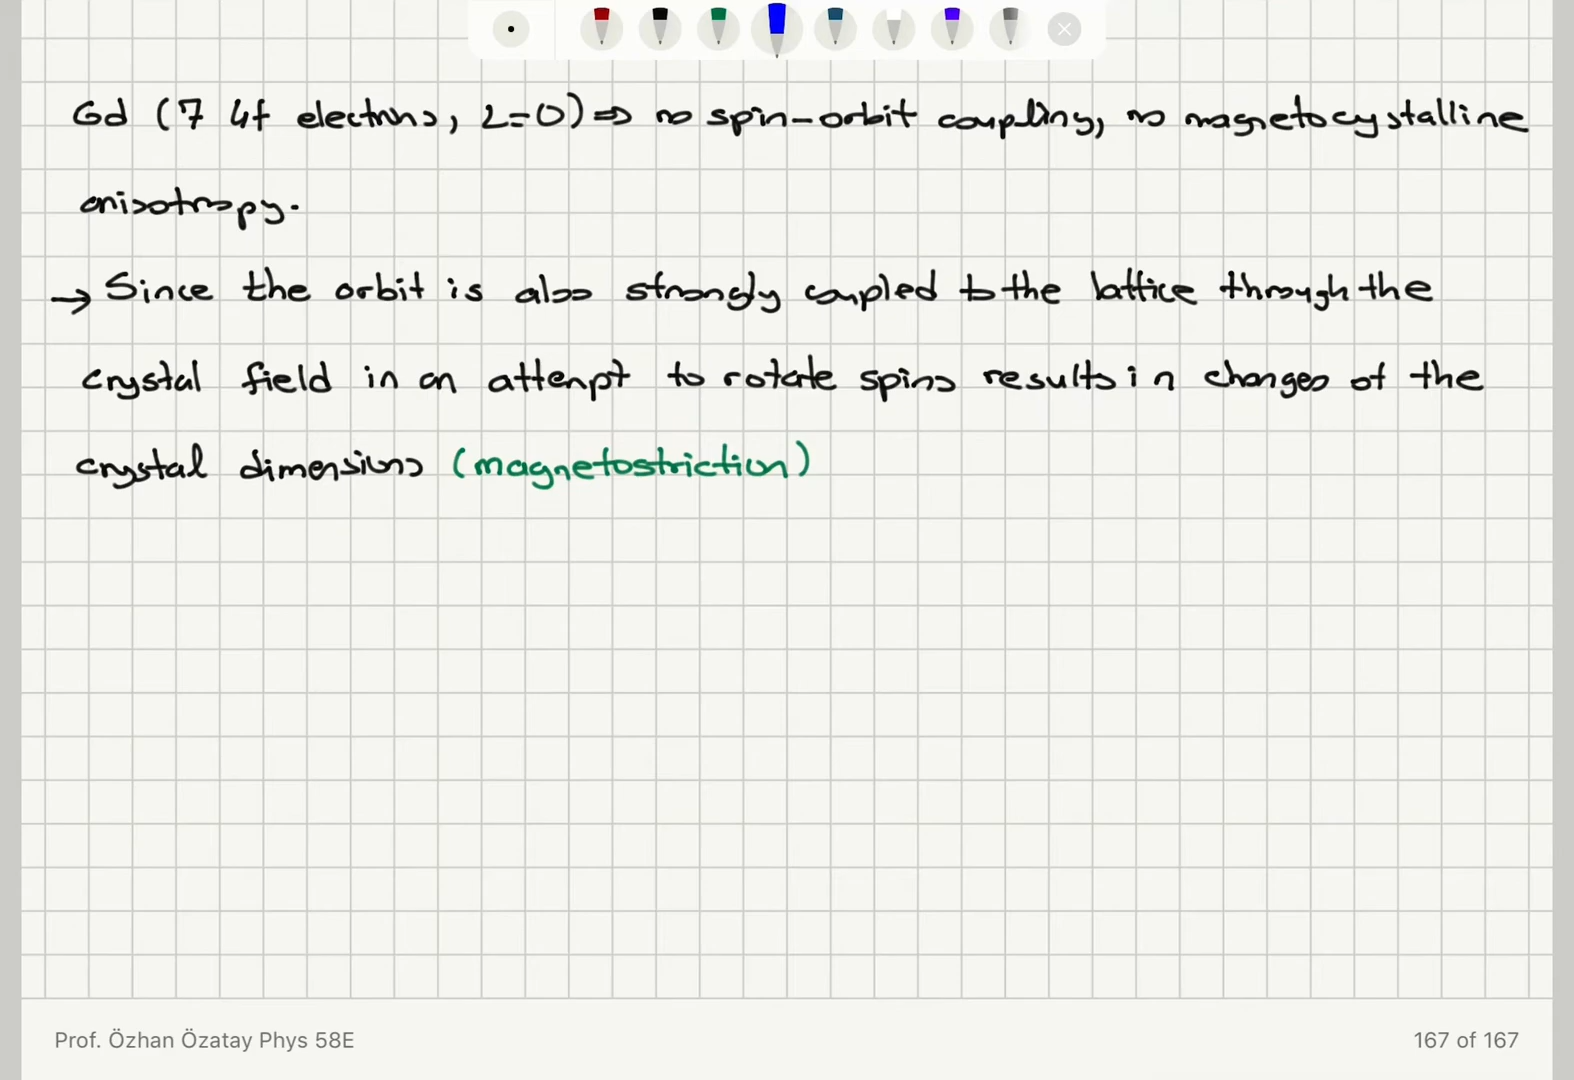 Gd (7 4f electrons, L=0) ⇒ no spin-orbit coupling, no magnetocrystalline
anisotropy.
→ Since the orbit is also strongly coupled to the lattice through the
crystal field in an attempt to rotate spins results in changes of the
crystal dimensions (magnetostriction)
Prof. Özhan Özatay Phys 58E
167 of 167